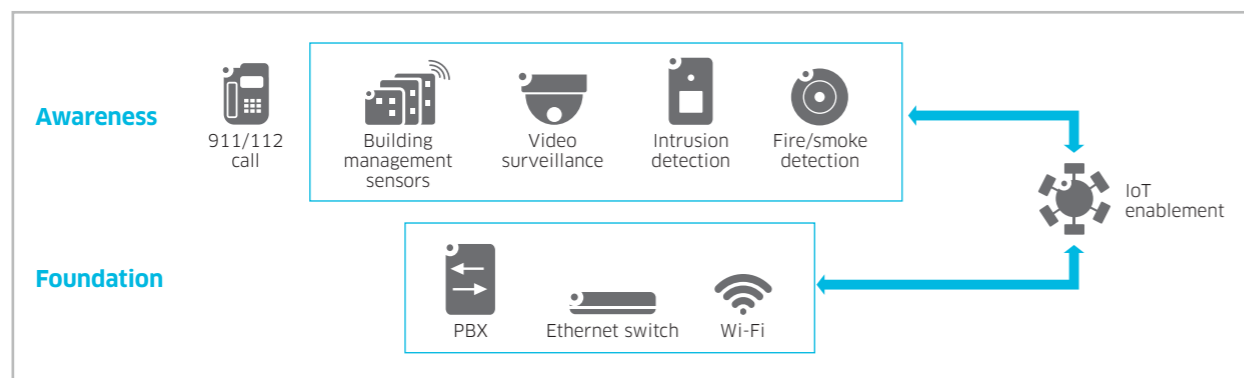 Awareness
911/112
call
Building
management
sensors
Video
surveillance
Intrusion
detection
Fire/smoke
detection
IoT
enablement
Foundation
PBX
Ethernet switch
Wi-Fi